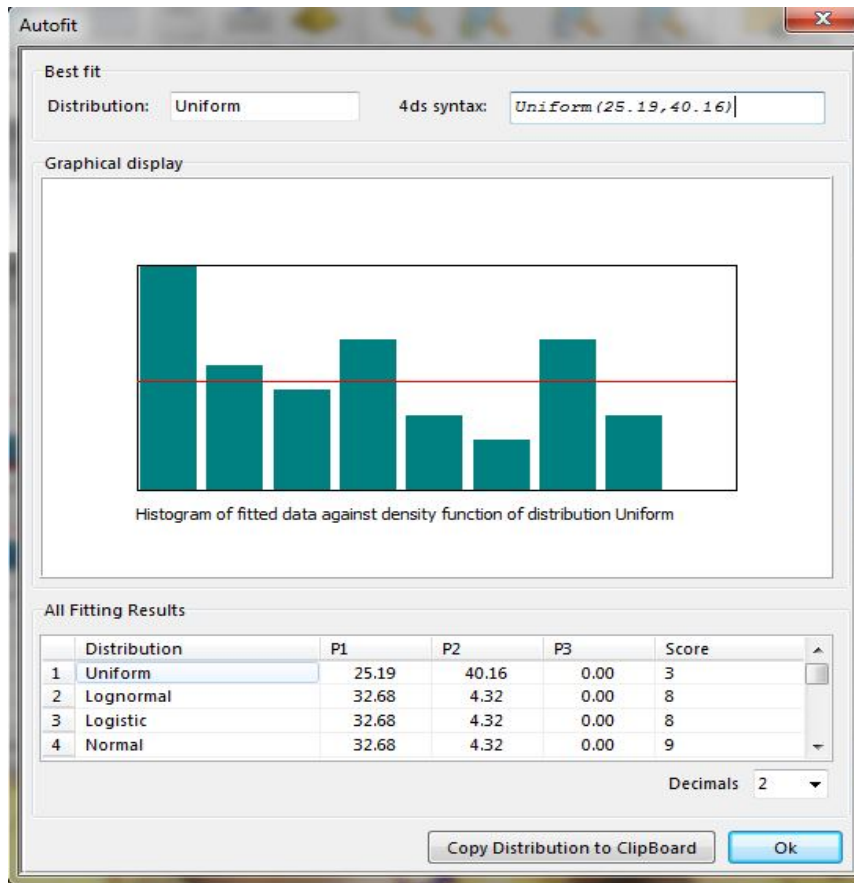 Autofit
Best fit
Distribution: Uniform 4ds syntax: Uniform(25.19,40.16)
Graphical display
Histogram of fitted data against density function of distribution Uniform
All Fitting Results
Distribution P1 P2 P3 Score
1 Uniform 25.19 40.16 0.00 3
2 Lognormal 32.68 4.32 0.00 8
3 Logistic 32.68 4.32 0.00 8
4 Normal 32.68 4.32 0.00 9
Decimals 2
Copy Distribution to ClipBoard Ok